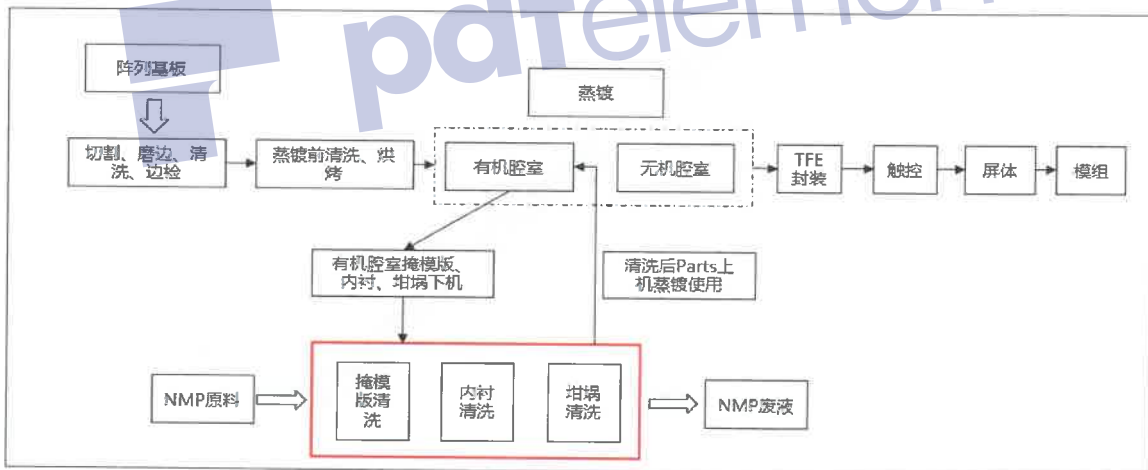 pdfelement
阵列基板
蒸镀
切割、磨边、清
洗、边检
蒸镀前清洗、烘
烤
有机腔室
无机腔室
TFE
封装
触控
屏体
模组
有机腔室掩模版、
内衬、坩埚下机
清洗后Parts上
机蒸镀使用
NMP原料
掩模
版清
洗
内衬
清洗
坩埚
清洗
NMP废液